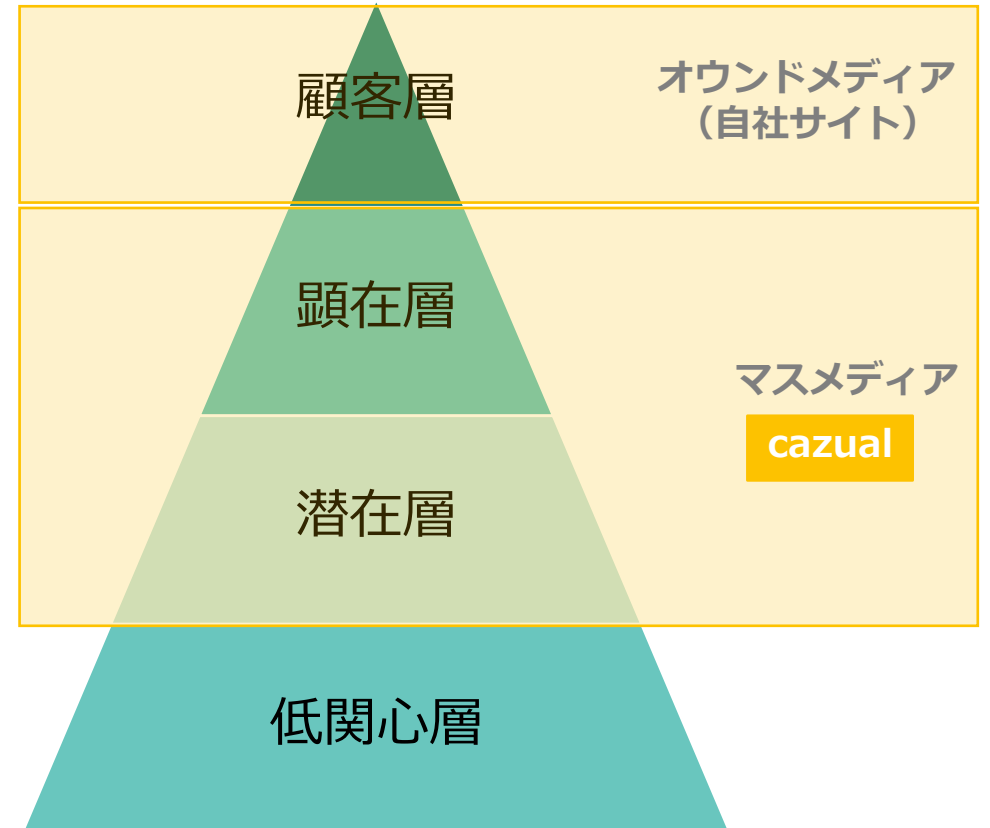 顧客層
オウンドメディア
（自社サイト）
顕在層
マスメディア
cazual
潜在層
低関心層